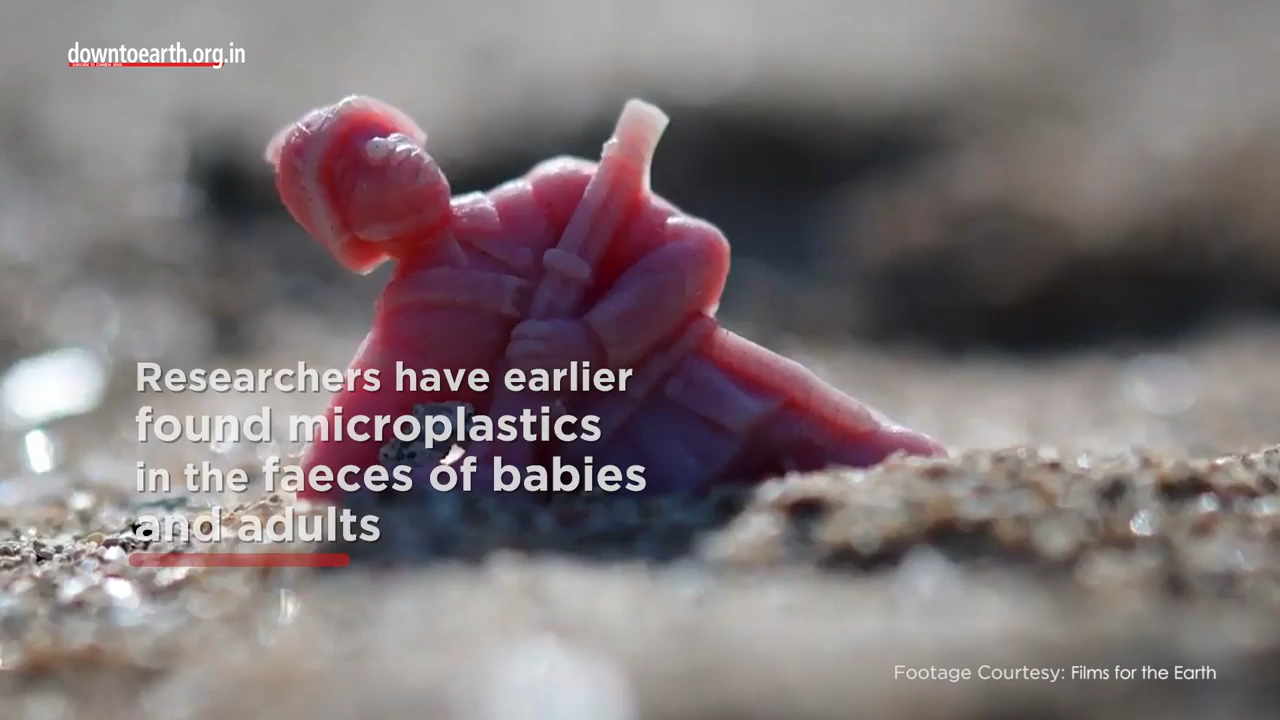 downtoearth.org.in
Researchers have earlier
found microplastics
in the faeces of babies
and adults
Footage Courtesy: Films for the Earth